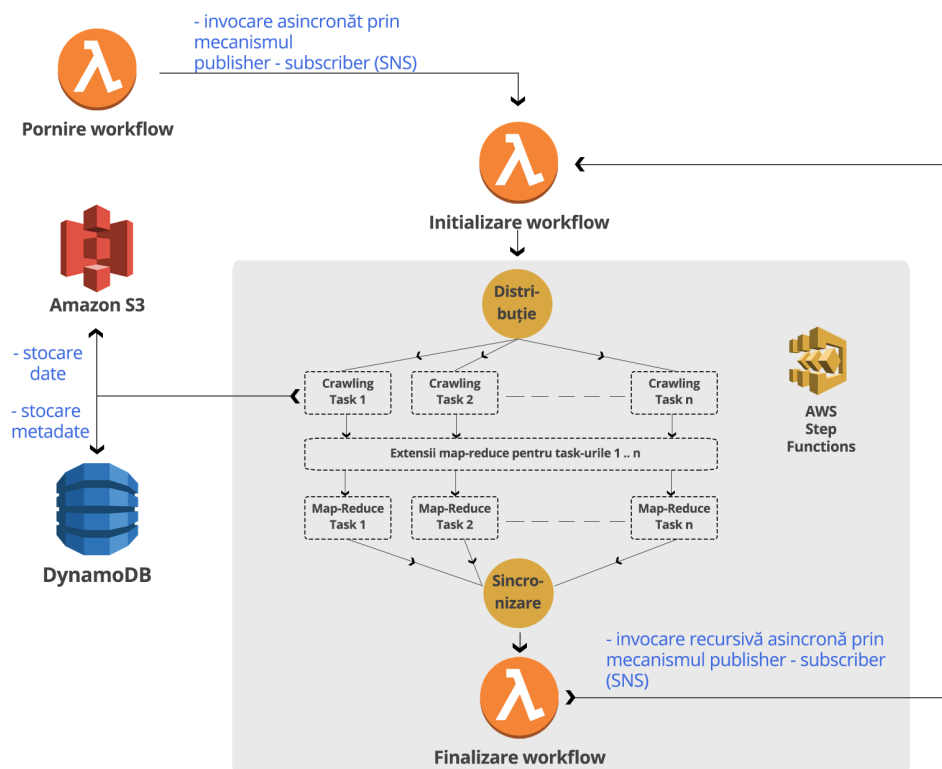 - invocare asincronăt prin
mecanismul
publisher - subscriber (SNS)
Pornire workflow
Initializare workflow
Amazon S3
- stocare
date
- stocare
metadate
DynamoDB
Distri-
buție
Crawling
Task 1
Crawling
Task 2
Crawling
Task n
AWS
Step
Functions
Extensii map-reduce pentru task-urile 1 .. n
Map-Reduce
Task 1
Map-Reduce
Task 2
Map-Reduce
Task n
Sincro-
nizare
- invocare recursivă asincronă prin
mecanismul publisher - subscriber
(SNS)
Finalizare workflow